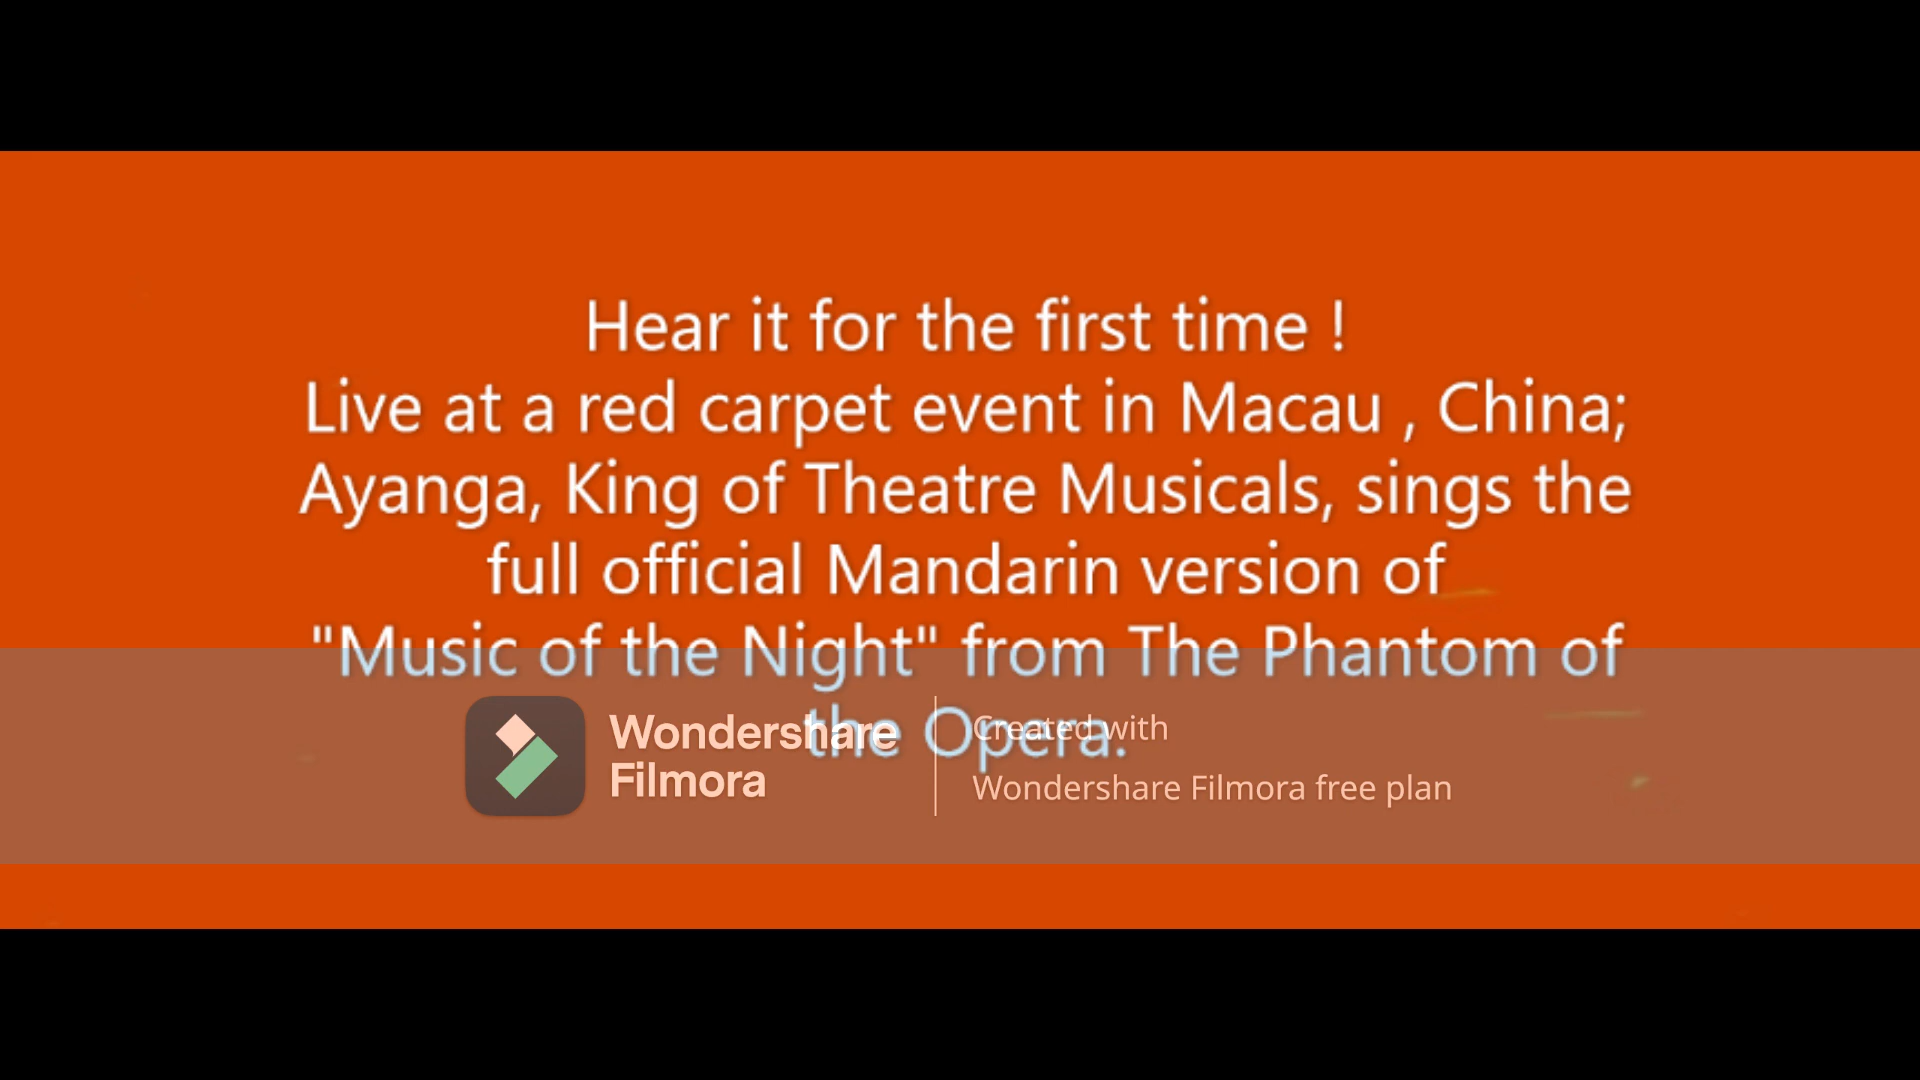 Hear it for the first time !
Live at a red carpet event in Macau , China;
Ayanga, King of Theatre Musicals, sings the
full official Mandarin version of
"Music of the Night" from The Phantom of
the Opera.
Wondershare
Filmora
Created with
Wondershare Filmora free plan